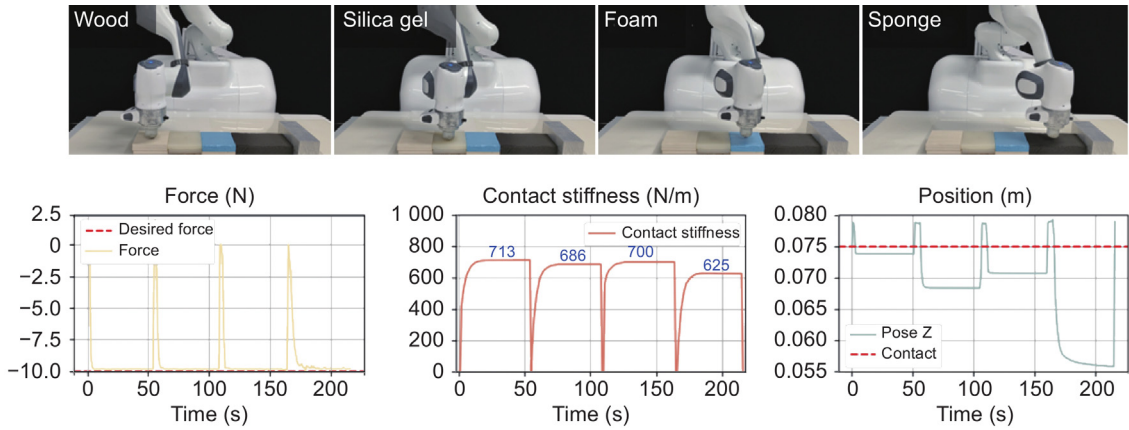 Wood
Silica gel
Foam
Sponge
Force (N)
2.5
0
−2.5
−5.0
−7.5
−10.0
Desired force
Force
0
50
100
150
200
Time (s)
Contact stiffness (N/m)
1 000
800
600
400
200
0
Contact stiffness
713
686
700
625
0
50
100
150
200
Time (s)
Position (m)
0.080
0.075
0.070
0.065
0.060
0.055
Pose Z
Contact
0
50
100
150
200
Time (s)